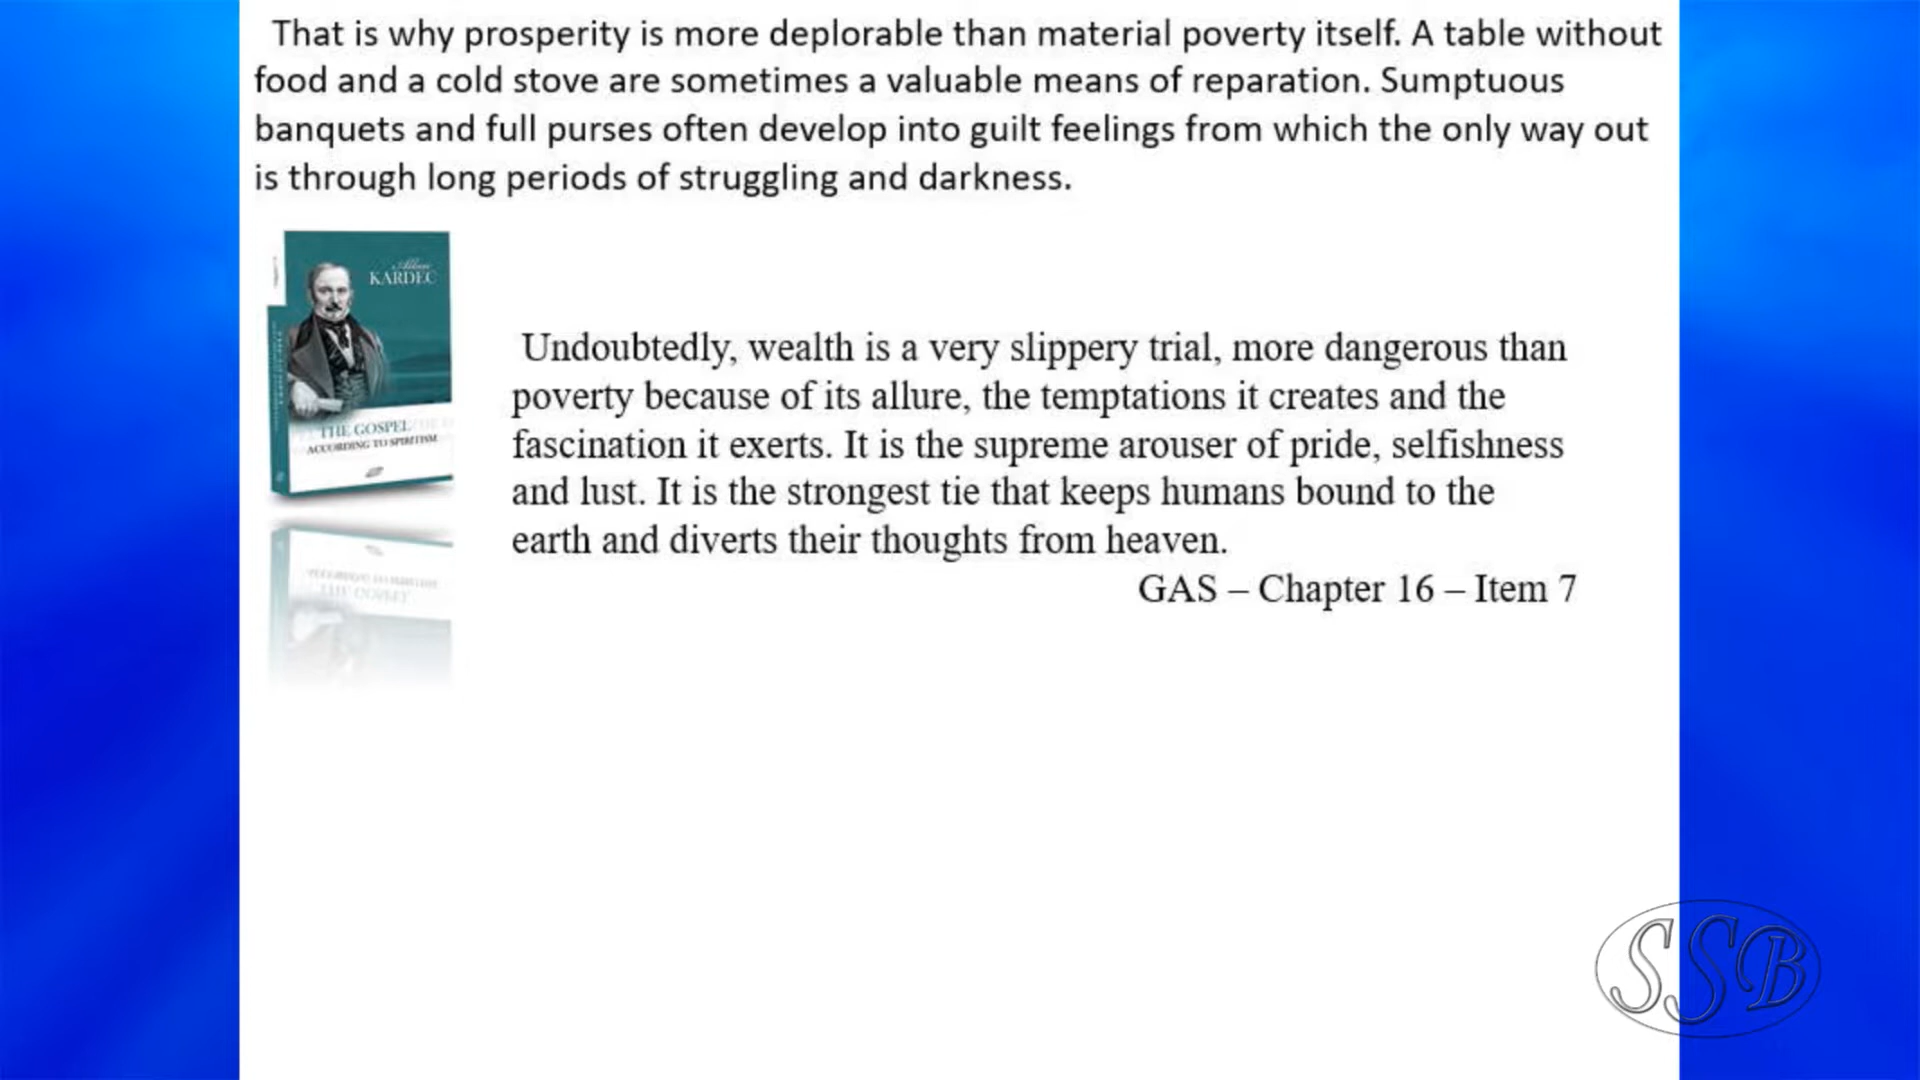 That is why prosperity is more deplorable than material poverty itself. A table without
food and a cold stove are sometimes a valuable means of reparation. Sumptuous
banquets and full purses often develop into guilt feelings from which the only way out
is through long periods of struggling and darkness.
Allan
KARDEC
THE GOSPEL
ACCORDING TO SPIRITISM
Undoubtedly, wealth is a very slippery trial, more dangerous than
poverty because of its allure, the temptations it creates and the
fascination it exerts. It is the supreme arouser of pride, selfishness
and lust. It is the strongest tie that keeps humans bound to the
earth and diverts their thoughts from heaven.
GAS – Chapter 16 – Item 7
SSB